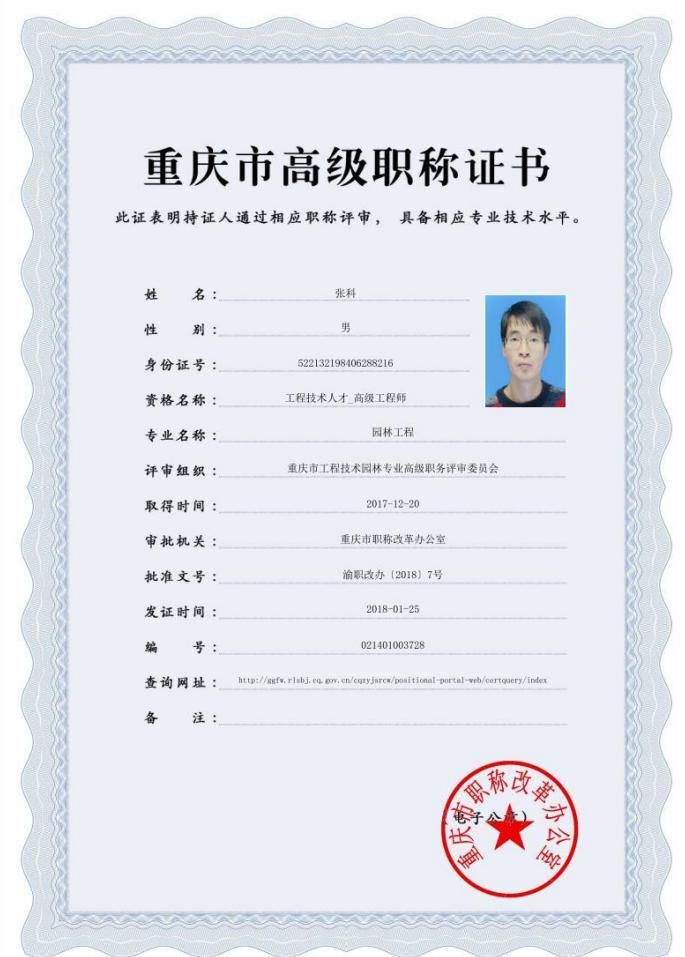 重庆市高级职称证书
此证表明持证人通过相应职称评审， 具备相应专业技术水平。
姓 名：张科
性 别：男
身份证号：522132198406288216
资格名称：工程技术人才_高级工程师
专业名称：园林工程
评审组织：重庆市工程技术园林专业高级职务评审委员会
取得时间：2017-12-20
审批机关：重庆市职称改革办公室
批准文号：渝职改办〔2018〕7号
发证时间：2018-01-25
编 号：021401003728
查询网址：http://ggfw.rlsbj.cq.gov.cn/cqzyjsrcw/positional-portal-web/certquery/index
备 注：
重庆市职称改革办公室
电子公章）